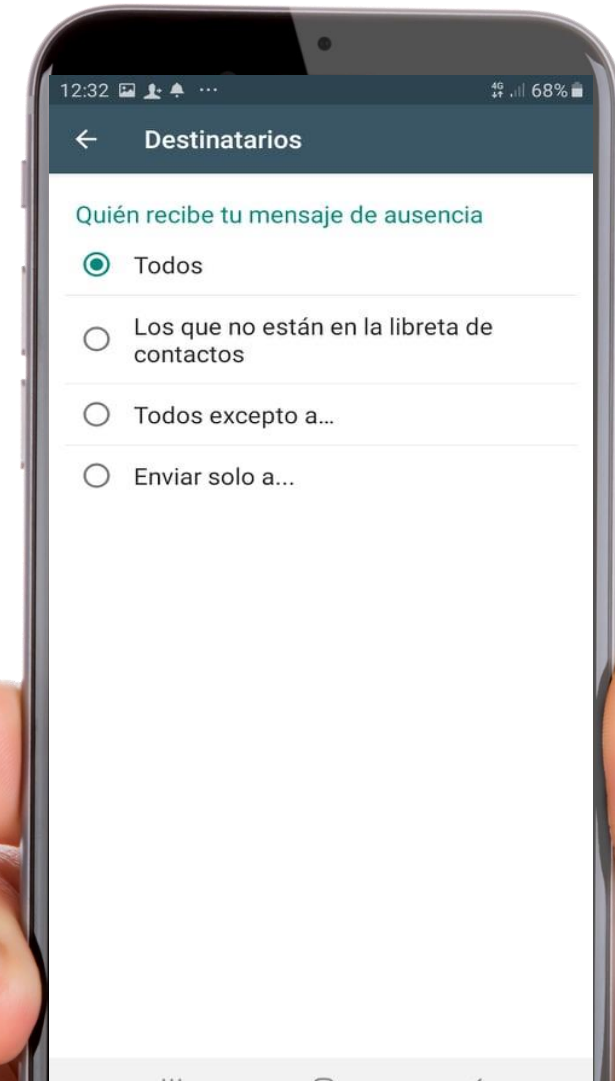 12:32 ... 4G 68%
Destinatarios
Quién recibe tu mensaje de ausencia
Todos
Los que no están en la libreta de
contactos
Todos excepto a...
Enviar solo a...